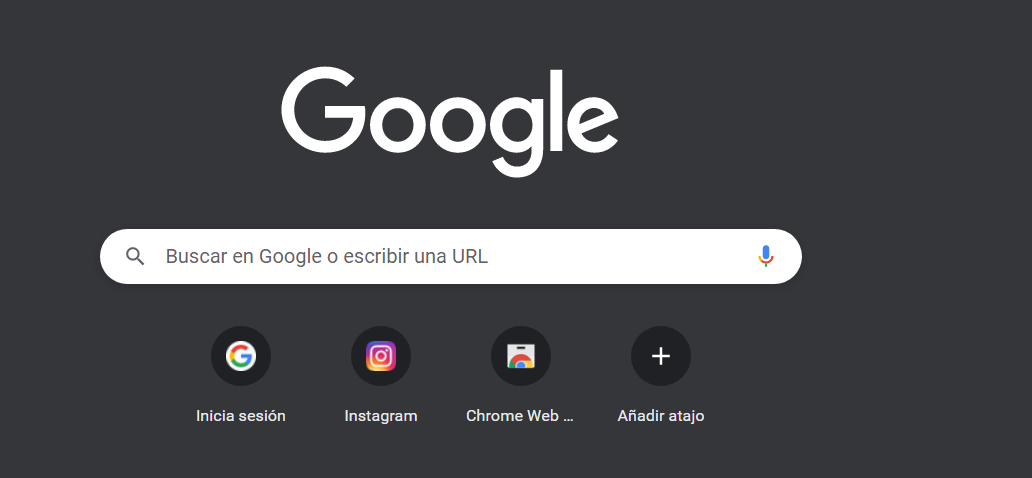 Google
Buscar en Google o escribir una URL
Inicia sesión
Instagram
Chrome Web ...
Añadir atajo